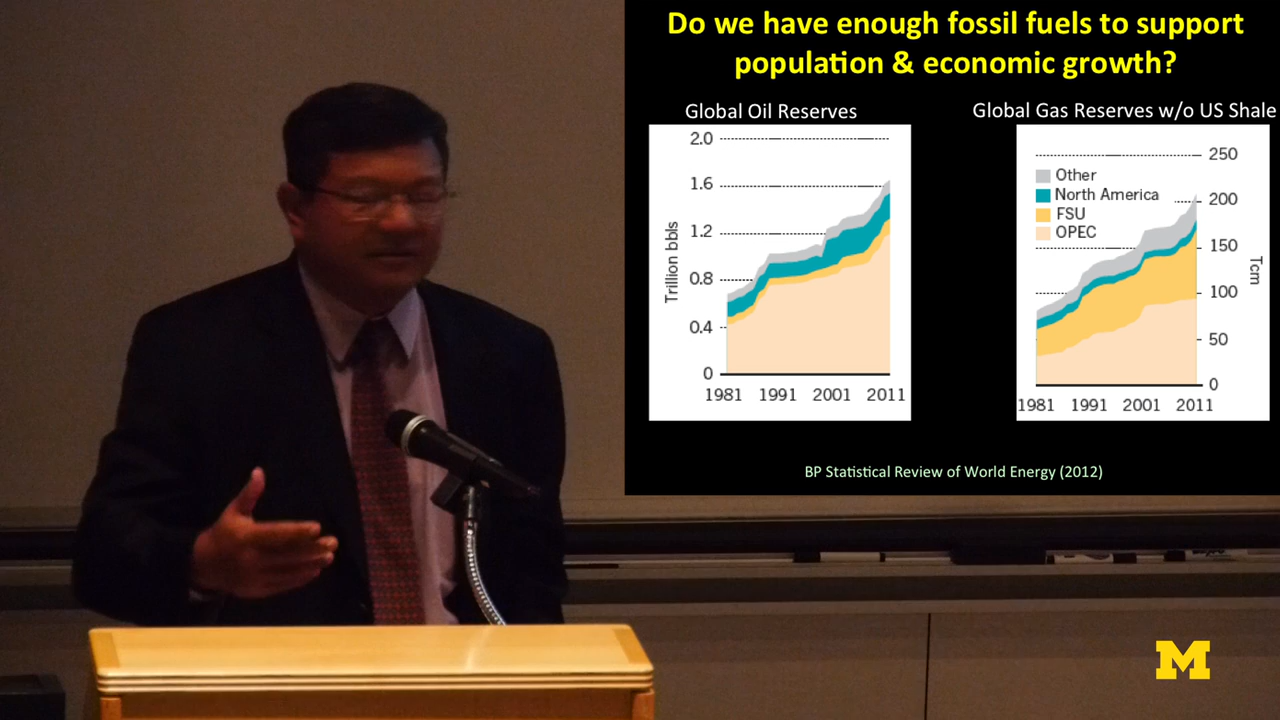 Do we have enough fossil fuels to support
population & economic growth?
Global Oil Reserves
2.0
1.6
1.2
0.8
0.4
0
Trillion bbls
1981 1991 2001 2011
Global Gas Reserves w/o US Shale
250
200
150
100
50
0
Tcm
Other
North America
FSU
OPEC
1981 1991 2001 2011
BP Statistical Review of World Energy (2012)
M